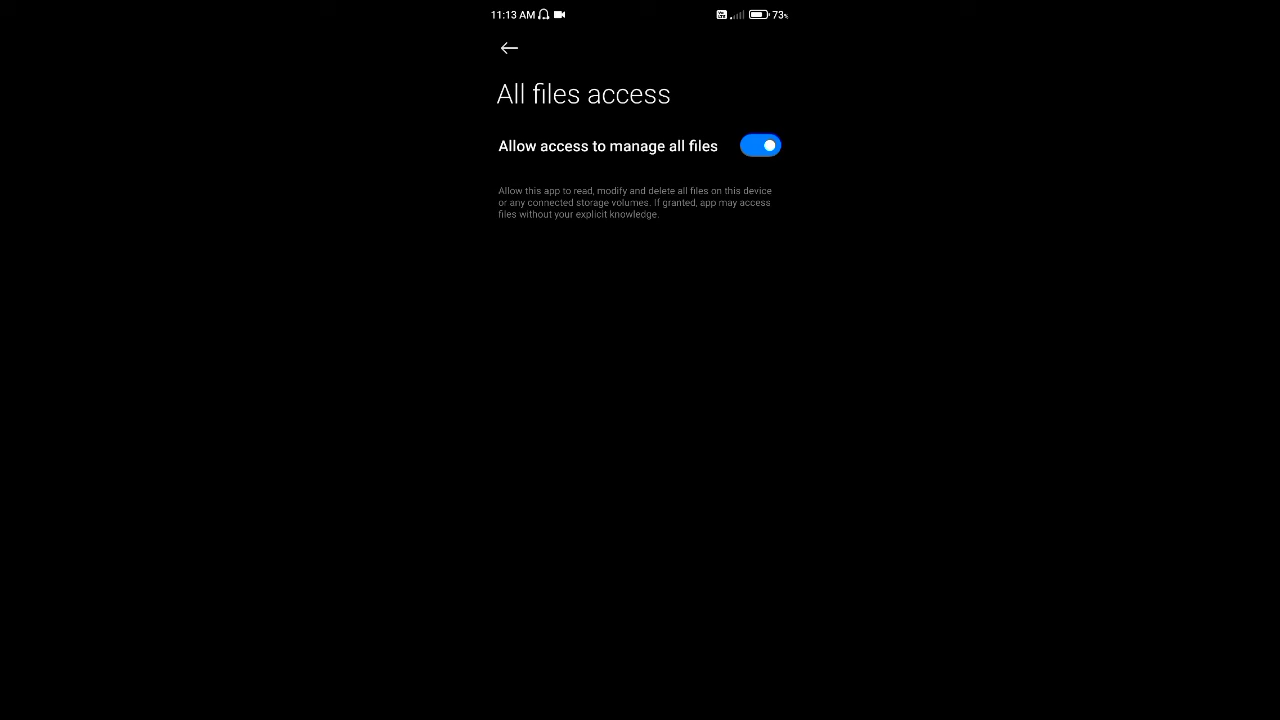 11:13 AM 73%
All files access
Allow access to manage all files
Allow this app to read, modify and delete all files on this device
or any connected storage volumes. If granted, app may access
files without your explicit knowledge.